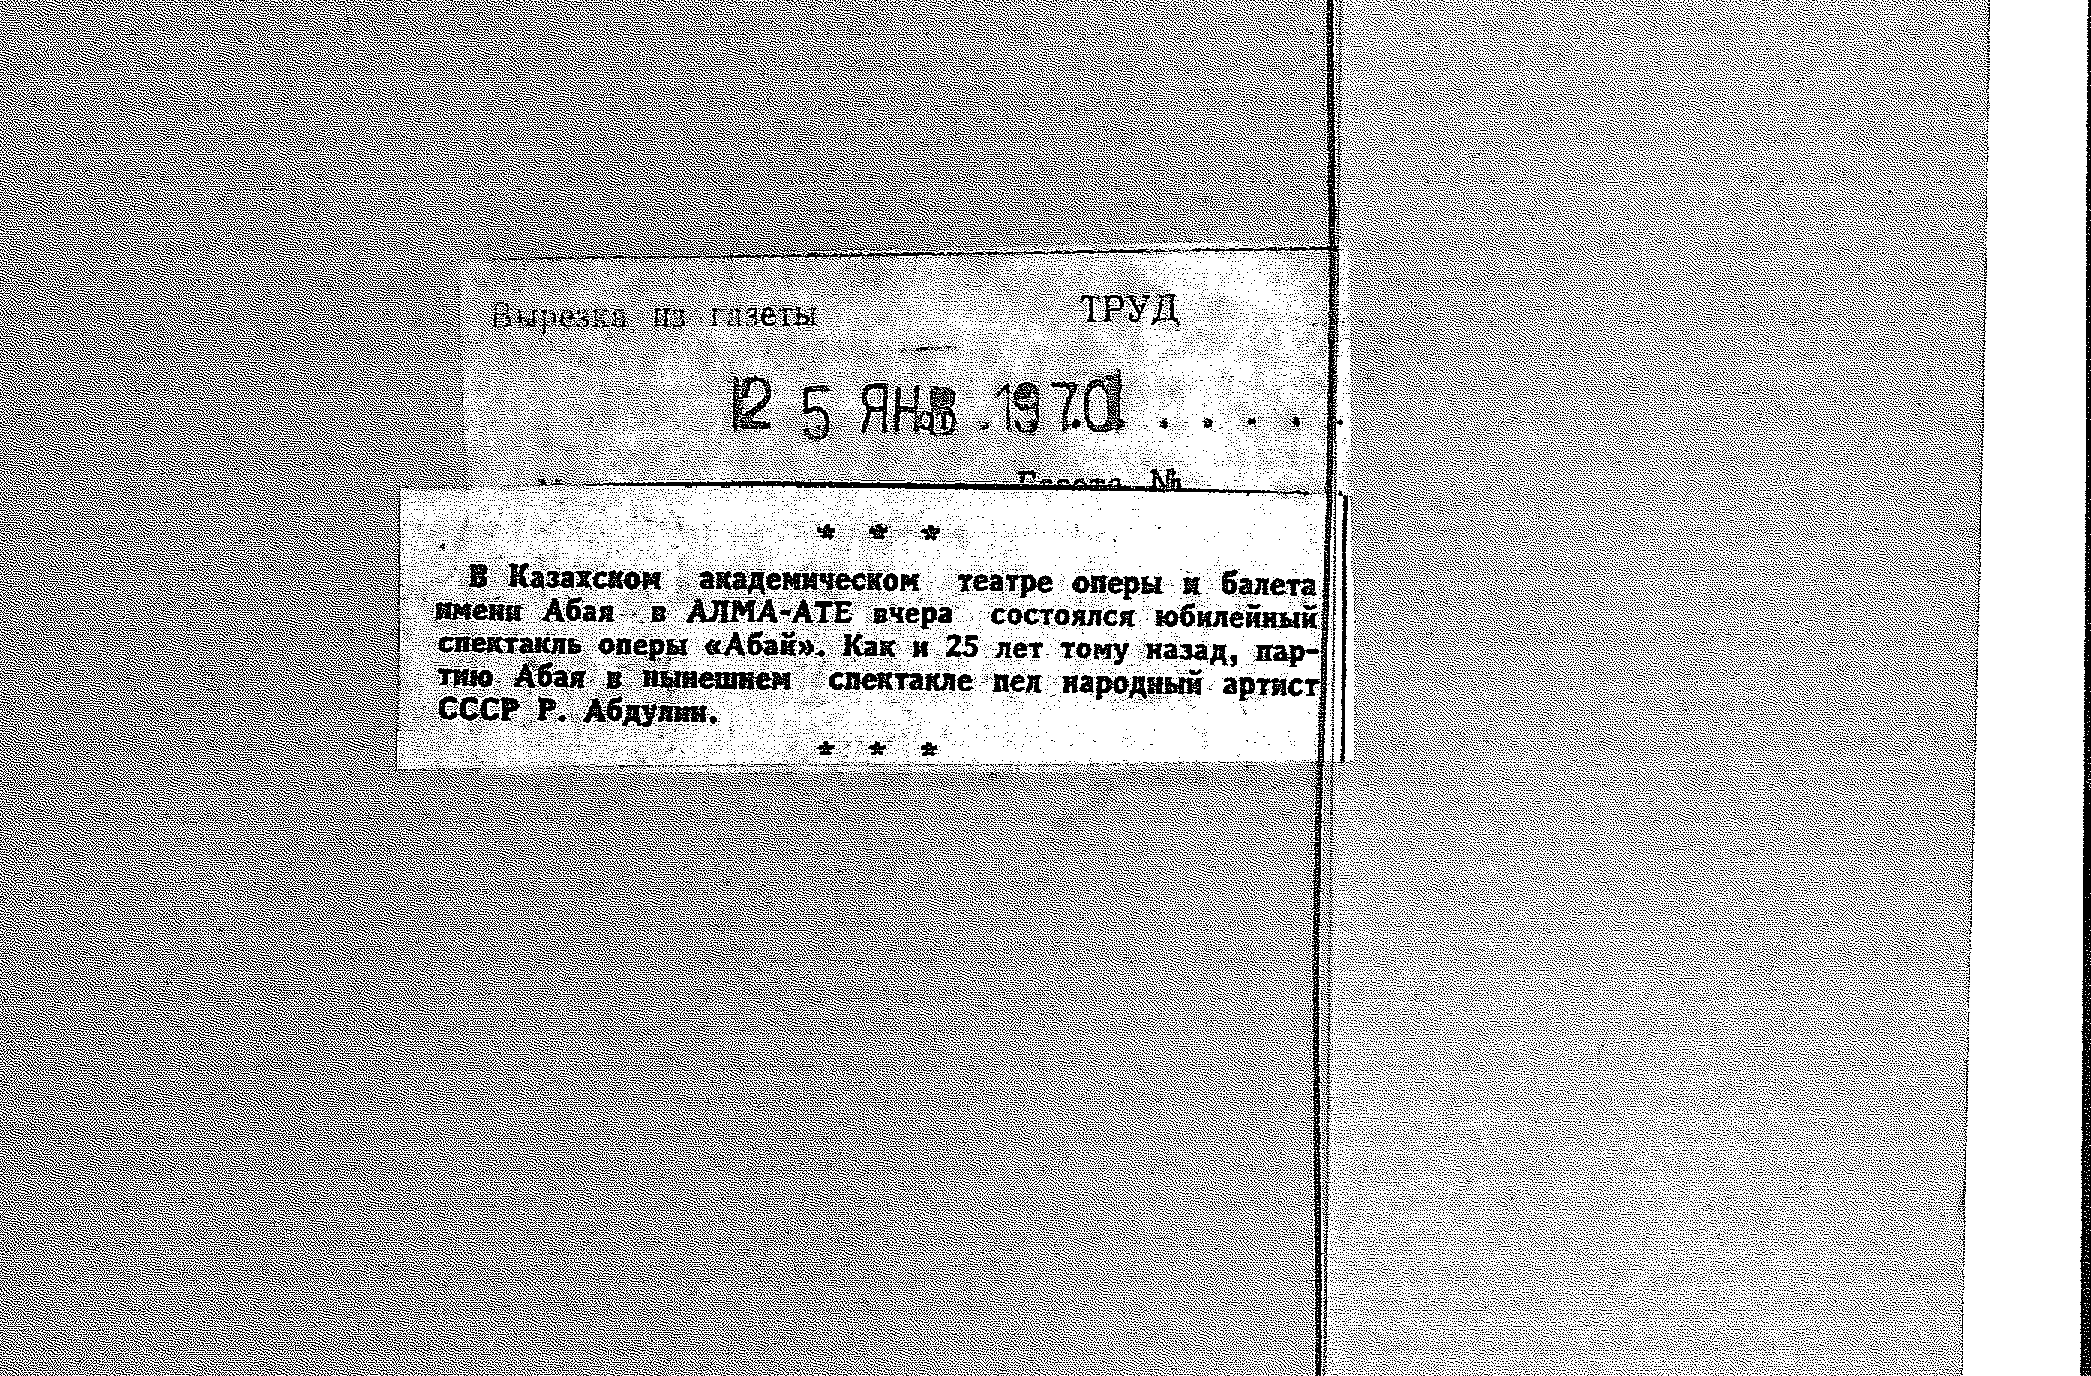 Вырезка из газеты ТРУД
2 5 ЯНВ .1970 . . . . .
Газета №
* * *
В Казахском академическом театре оперы и балета
имени Абая в АЛМА-АТЕ вчера состоялся юбилейный
спектакль оперы «Абай». Как и 25 лет тому назад, пар-
тию Абая в нынешнем спектакле пел народный артист
СССР Р. Абдулин.
* * *